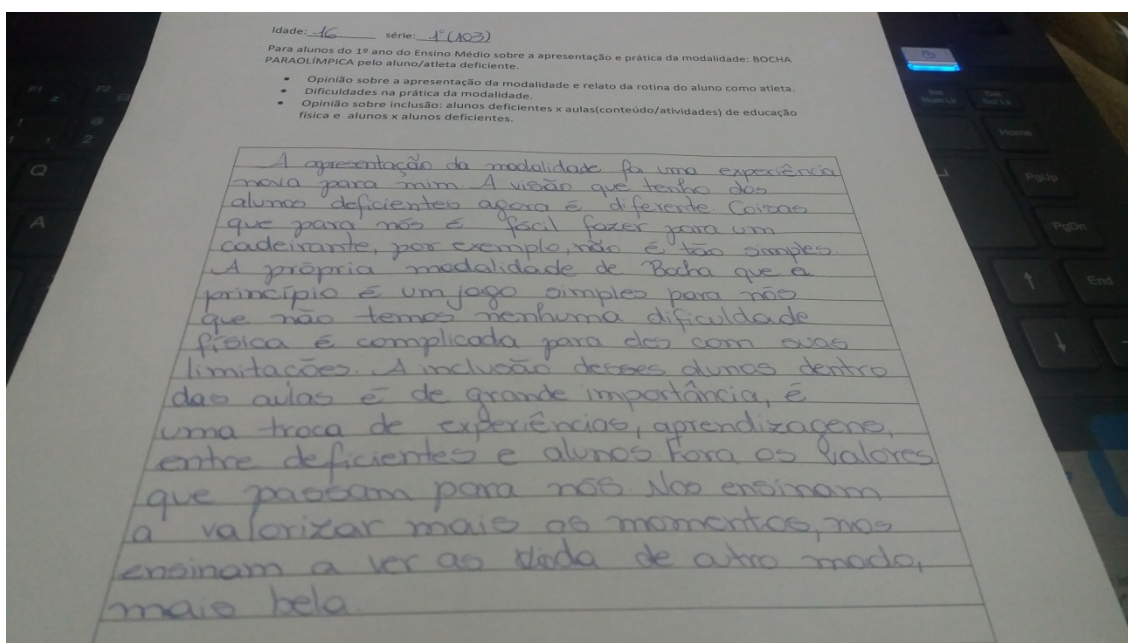 Idade: 16 série: 1º (103)
Para alunos do 1º ano do Ensino Médio sobre a apresentação e prática da modalidade: BOCHA
PARAOLÍMPICA pelo aluno/atleta deficiente.
• Opinião sobre a apresentação da modalidade e relato da rotina do aluno como atleta.
• Dificuldades na prática da modalidade.
• Opinião sobre inclusão: alunos deficientes x aulas(conteúdo/atividades) de educação
física e alunos x alunos deficientes.
A apresentação da modalidade foi uma experiência
nova para mim A visão que tenho dos
alunos deficientes agora é diferente. Coisas
que para nós é fácil fazer para um
cadeirante, por exemplo, não é tão simples.
A própria modalidade de Bocha que a
princípio é um jogo simples para nós
que não temos nenhuma dificuldade
física é complicada para eles com suas
limitações. A inclusão desses alunos dentro
das aulas é de grande importância, é
uma troca de experiências, aprendizagens,
entre deficientes e alunos fora os valores
que passam para nós. Nos ensinam
a valorizar mais os momentos, nos
ensinam a ver as vida de outro modo,
mais bela.
Q
A
Home
PgUp
PgDn
End